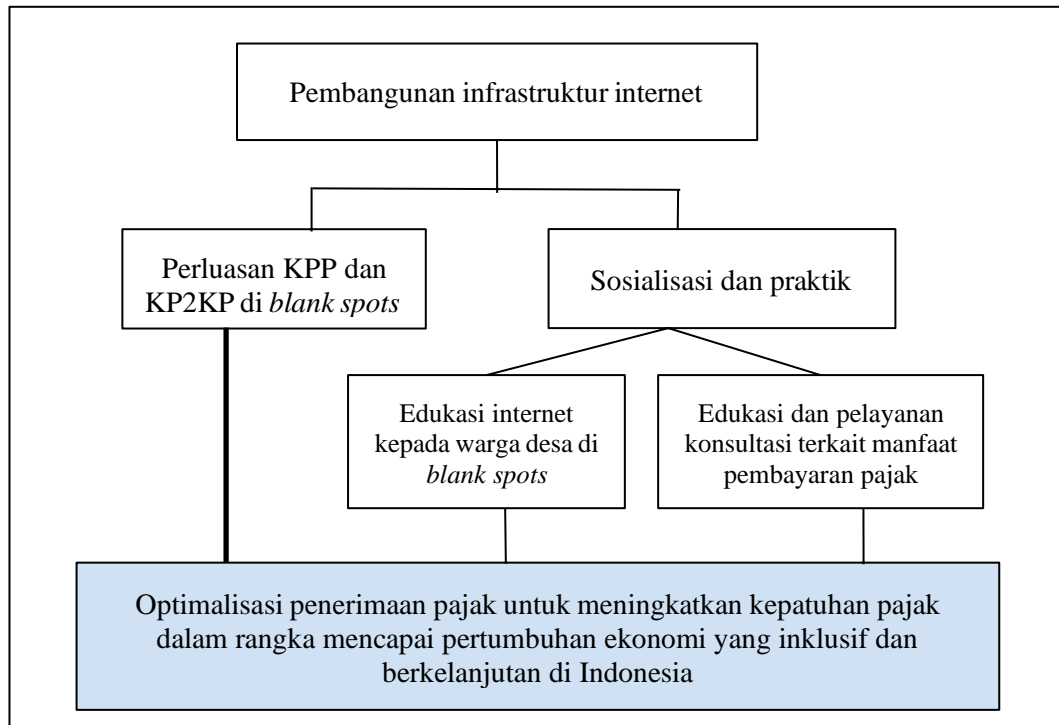 Pembangunan infrastruktur internet
Perluasan KPP dan
KP2KP di blank spots
Sosialisasi dan praktik
Edukasi internet
kepada warga desa di
blank spots
Edukasi dan pelayanan
konsultasi terkait manfaat
pembayaran pajak
Optimalisasi penerimaan pajak untuk meningkatkan kepatuhan pajak
dalam rangka mencapai pertumbuhan ekonomi yang inklusif dan
berkelanjutan di Indonesia